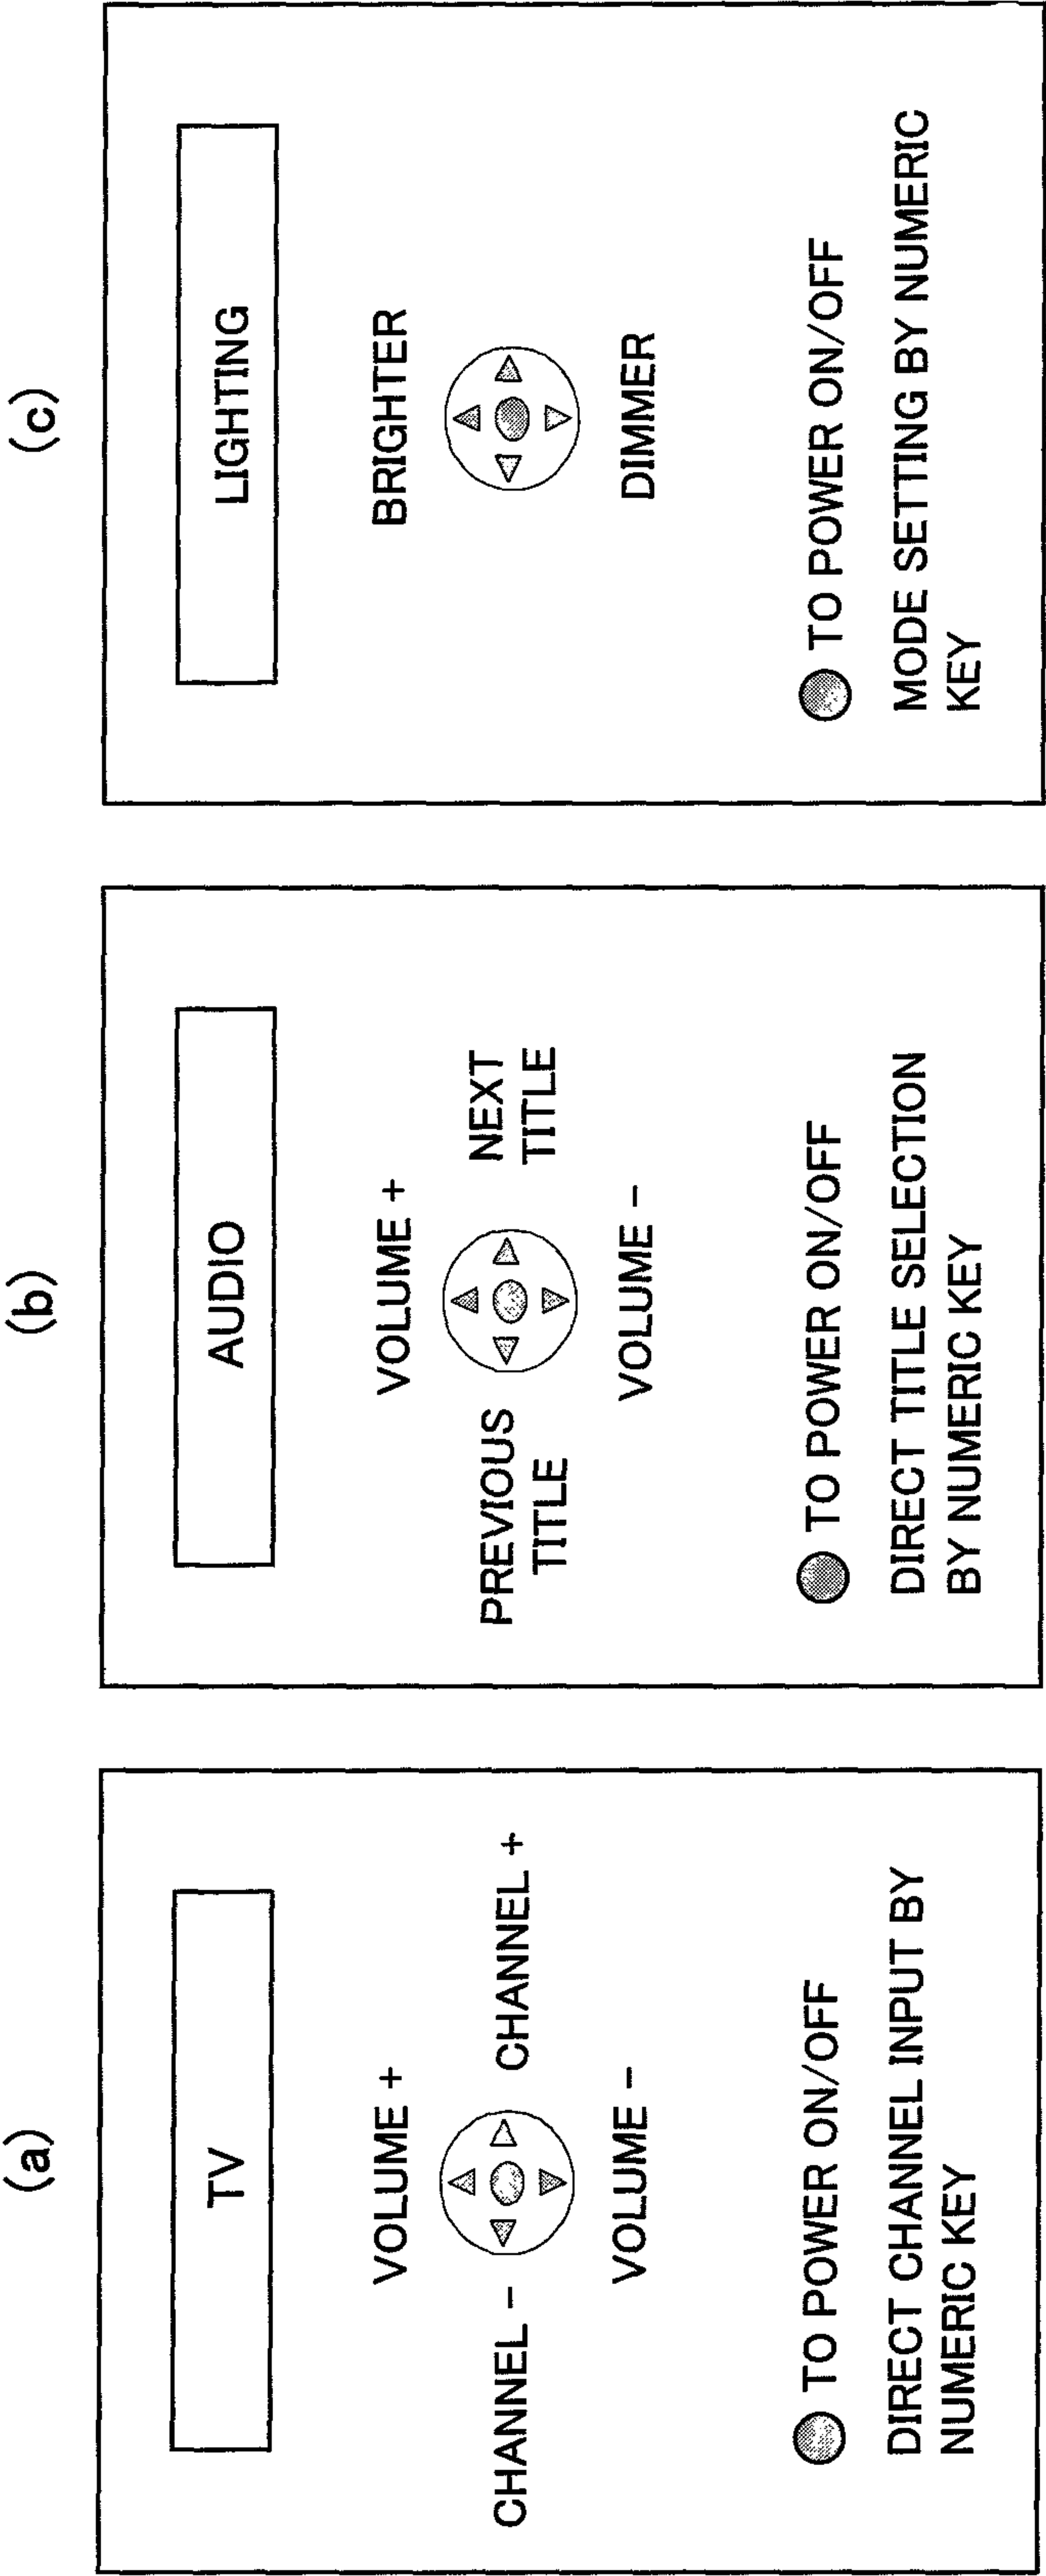 (a)
TV
VOLUME +
CHANNEL -
CHANNEL +
VOLUME -
TO POWER ON/OFF
DIRECT CHANNEL INPUT BY
NUMERIC KEY
(b)
AUDIO
VOLUME +
PREVIOUS
TITLE
NEXT
TITLE
VOLUME -
TO POWER ON/OFF
DIRECT TITLE SELECTION
BY NUMERIC KEY
(c)
LIGHTING
BRIGHTER
DIMMER
TO POWER ON/OFF
MODE SETTING BY NUMERIC
KEY